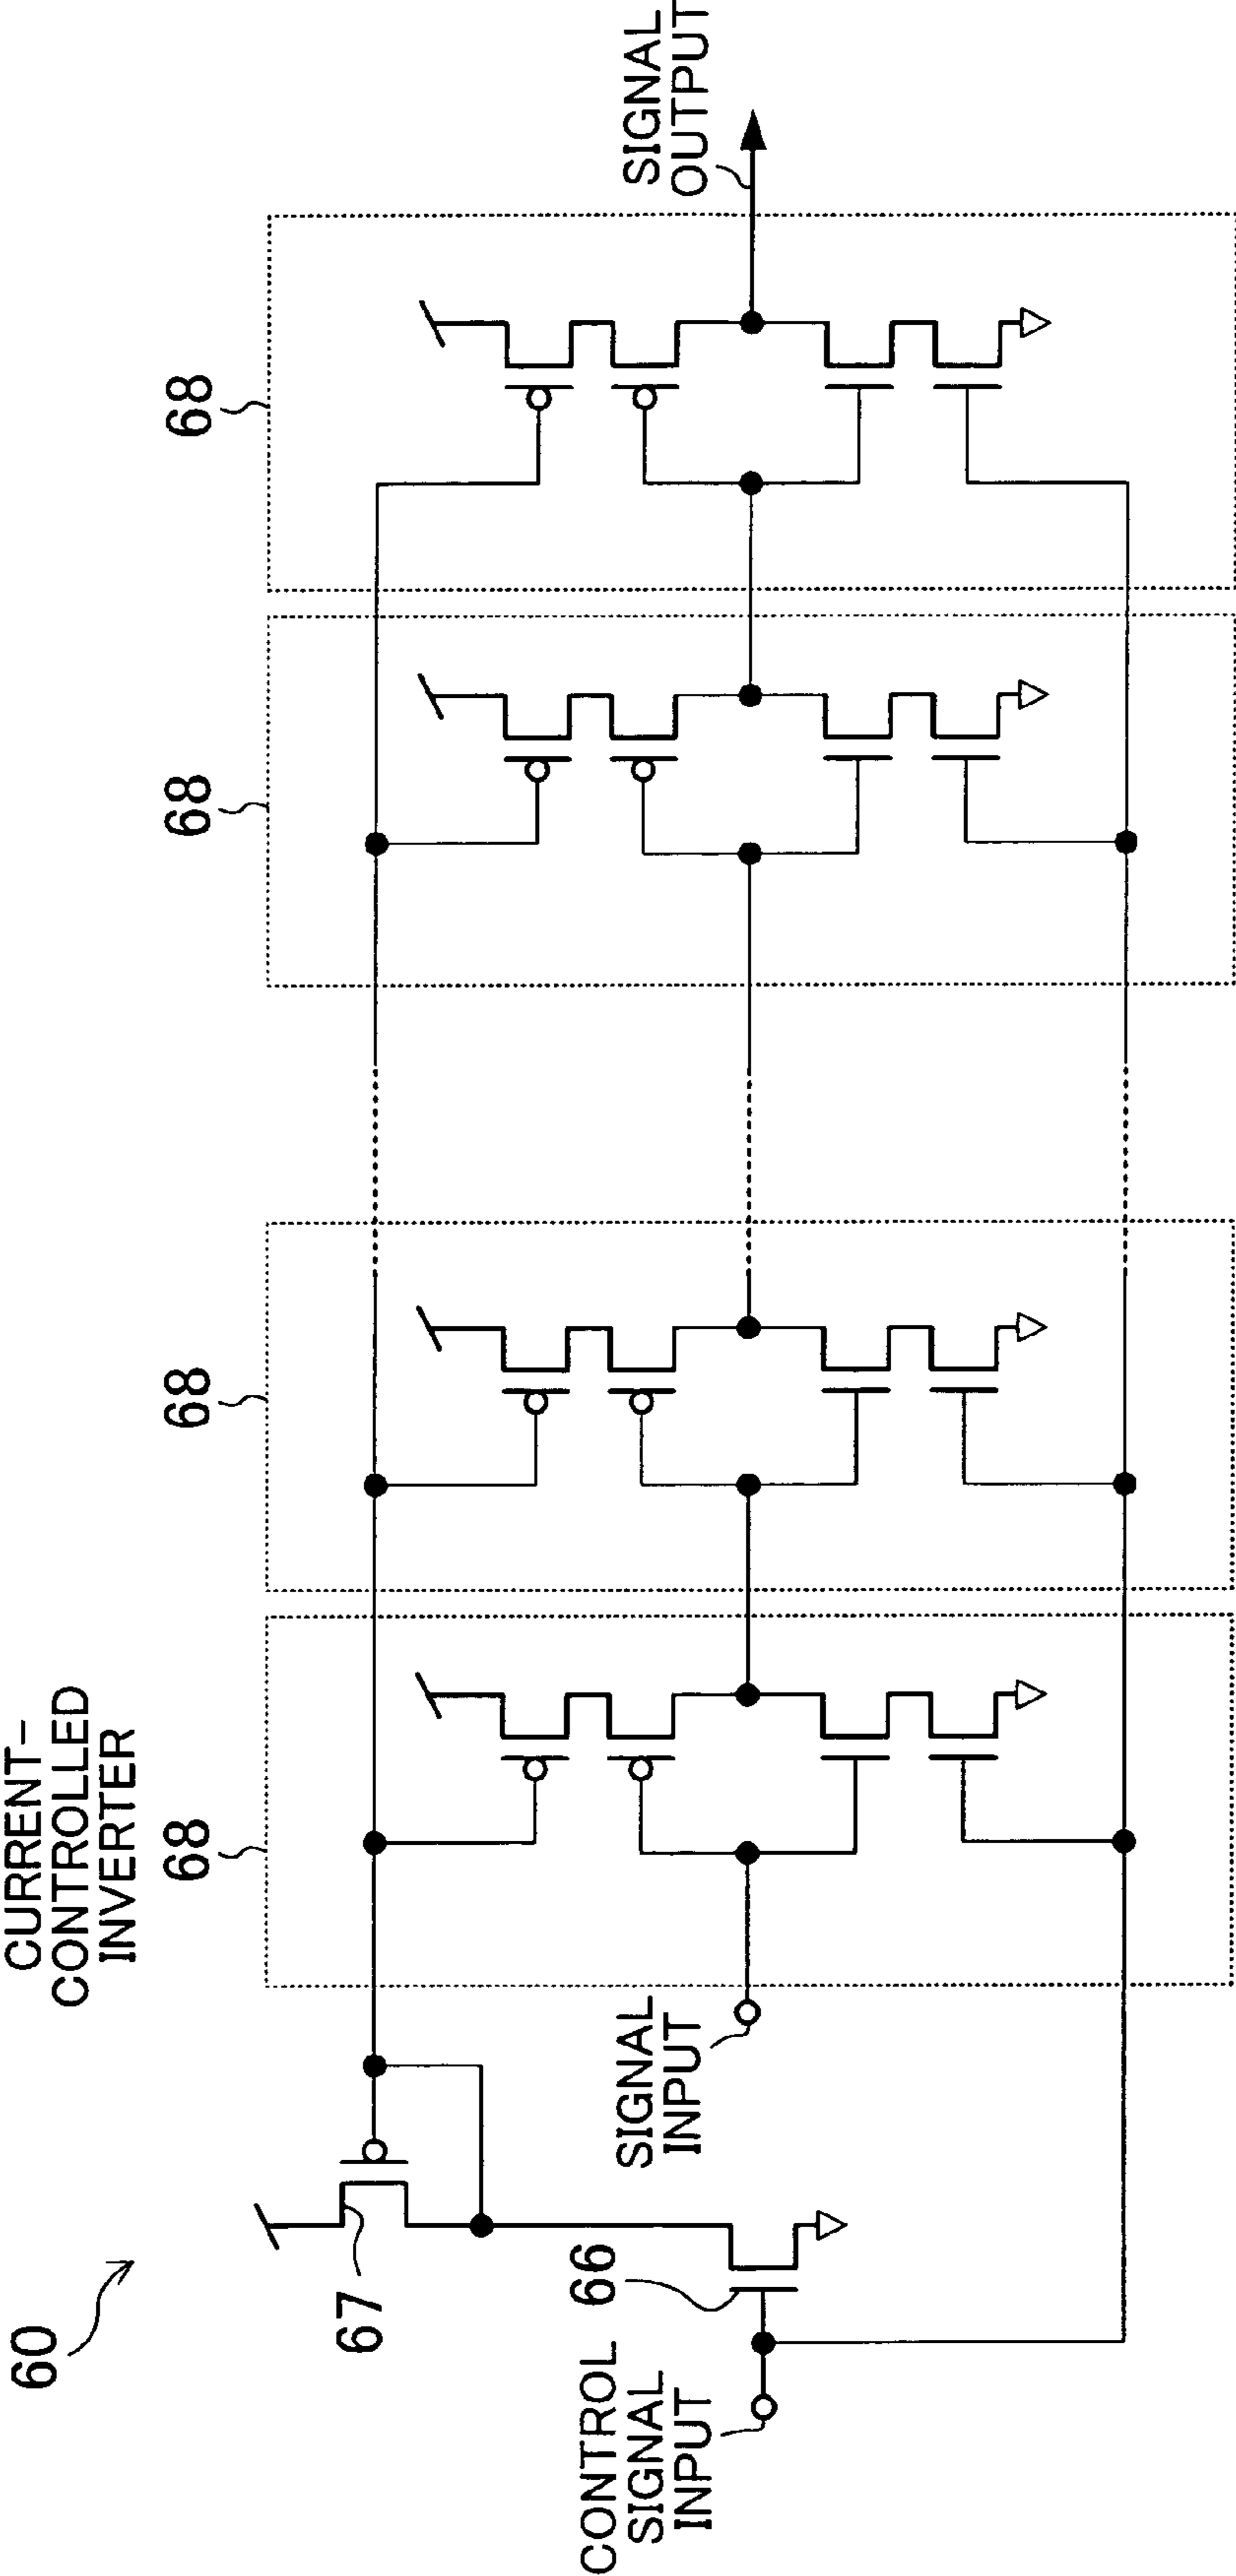 60
CURRENT-
CONTROLLED
INVERTER
67
68
68
68
68
66
CONTROL
SIGNAL
INPUT
SIGNAL
INPUT
SIGNAL
OUTPUT